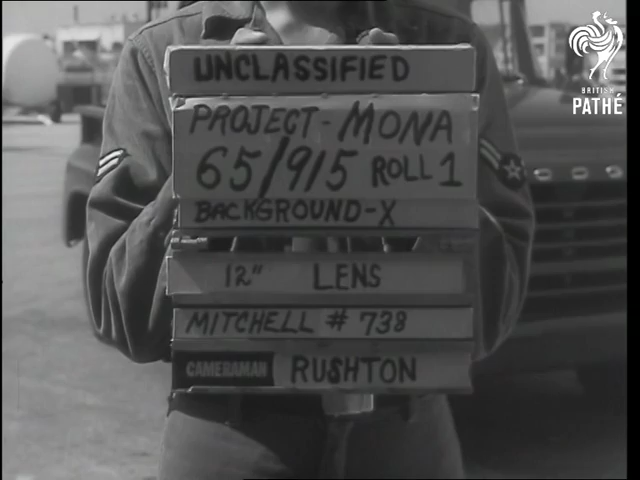 BRITISH
PATHÉ
UNCLASSIFIED
PROJECT-MONA
65/915 ROLL 1
BACKGROUND-X
12" LENS
MITCHELL # 738
CAMERAMAN RUSHTON